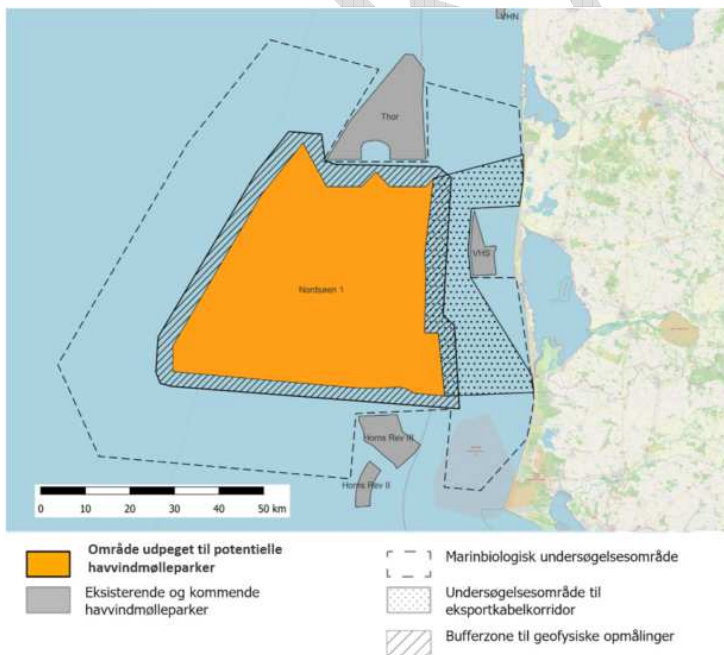 VHN
Thor
VHS
Nordsøen 1
Horns Rev III
Horns Rev II
0 10 20 30 40 50 km
Område udpeget til potentielle
havvindmølleparker
Eksisterende og kommende
havvindmølleparker
Marinbiologisk undersøgelsesområde
Undersøgelsesområde til
eksportkabelkorridor
Bufferzone til geofysiske opmålinger